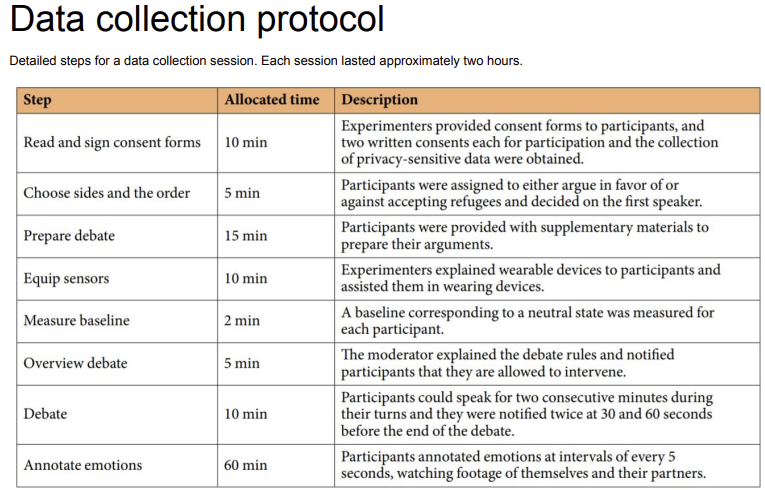 Data collection protocol
Detailed steps for a data collection session. Each session lasted approximately two hours.
Step Allocated time Description
Read and sign consent forms 10 min Experimenters provided consent forms to participants, and
two written consents each for participation and the collection
of privacy-sensitive data were obtained.
Choose sides and the order 5 min Participants were assigned to either argue in favor of or
against accepting refugees and decided on the first speaker.
Prepare debate 15 min Participants were provided with supplementary materials to
prepare their arguments.
Equip sensors 10 min Experimenters explained wearable devices to participants and
assisted them in wearing devices.
Measure baseline 2 min A baseline corresponding to a neutral state was measured for
each participant.
Overview debate 5 min The moderator explained the debate rules and notified
participants that they are allowed to intervene.
Debate 10 min Participants could speak for two consecutive minutes during
their turns and they were notified twice at 30 and 60 seconds
before the end of the debate.
Annotate emotions 60 min Participants annotated emotions at intervals of every 5
seconds, watching footage of themselves and their partners.